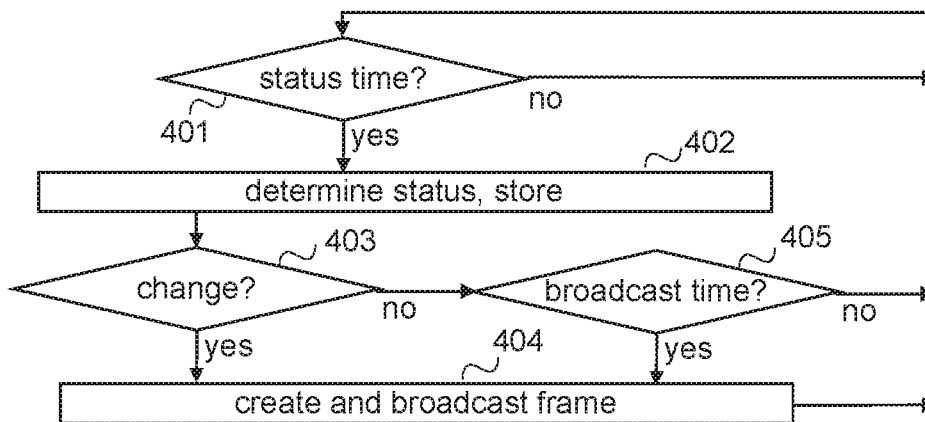 status time?
no
401
yes
402
determine status, store
403
405
change?
no
broadcast time?
no
yes
404
yes
create and broadcast frame